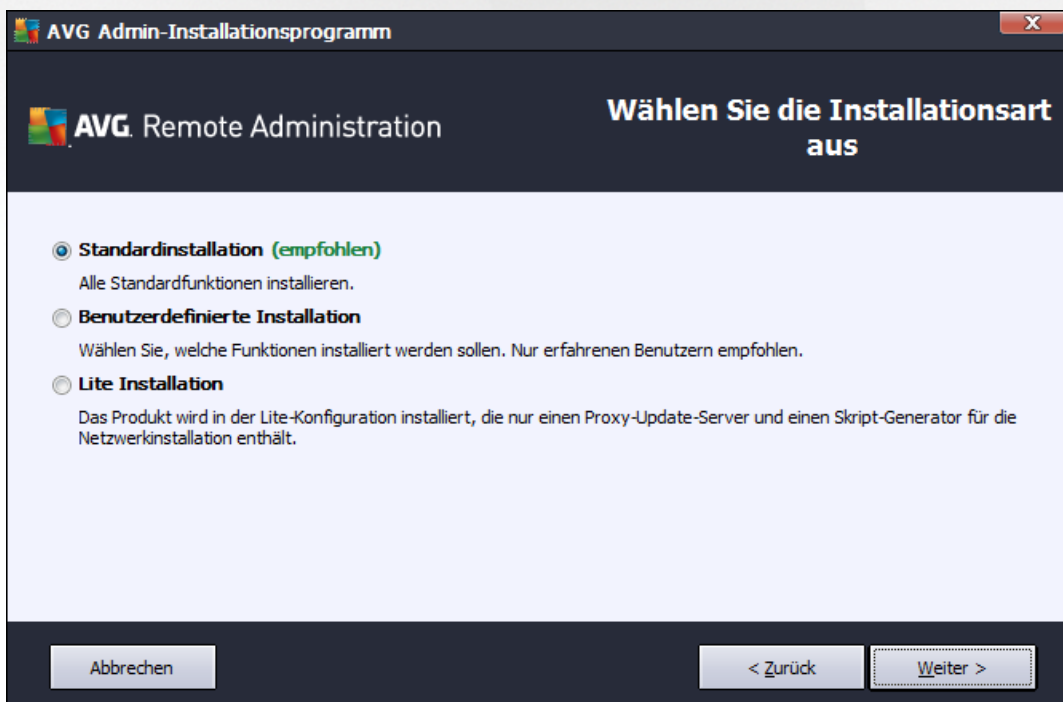 AVG Admin-Installationsprogramm
X
AVG. Remote Administration
Wählen Sie die Installationsart
aus
Standardinstallation (empfohlen)
Alle Standardfunktionen installieren.
Benutzerdefinierte Installation
Wählen Sie, welche Funktionen installiert werden sollen. Nur erfahrenen Benutzern empfohlen.
Lite Installation
Das Produkt wird in der Lite-Konfiguration installiert, die nur einen Proxy-Update-Server und einen Skript-Generator für die
Netzwerkinstallation enthält.
Abbrechen
< Zurück
Weiter >